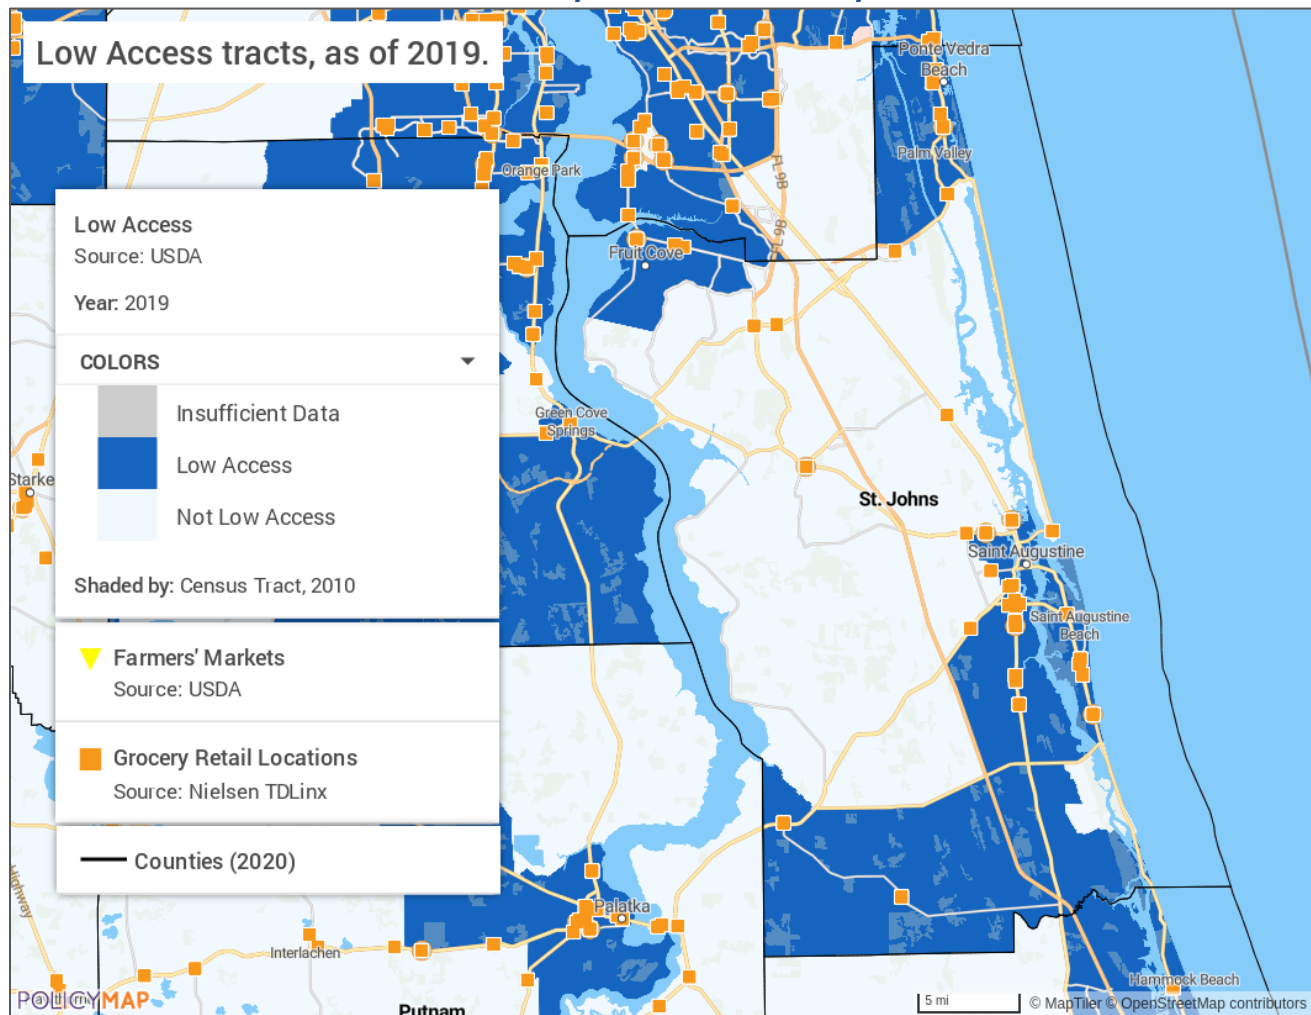 Low Access tracts, as of 2019.
Ponte Vedra
Beach
Palm Valley
Orange Park
FL 9B
FL 9B
Fruit Cove
Low Access
Source: USDA
Year: 2019
COLORS
Insufficient Data
Low Access
Not Low Access
Shaded by: Census Tract, 2010
Green Cove
Springs
Starke
St. Johns
Saint Augustine
Saint Augustine
Beach
Farmers' Markets
Source: USDA
Grocery Retail Locations
Source: Nielsen TDLinx
Counties (2020)
Highway
Palatka
Interlachen
Hammock Beach
POLICYMAP
Putnam
5 mi
© MapTiler © OpenStreetMap contributors